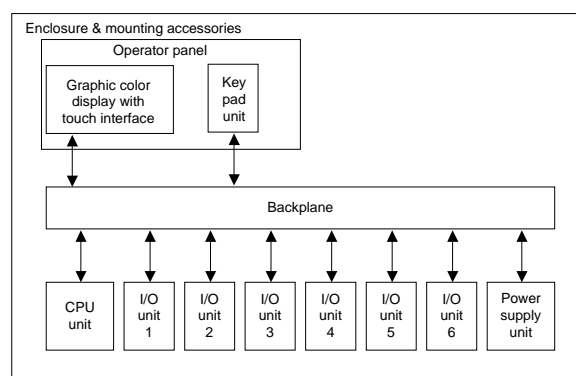 Enclosure & mounting accessories
Operator panel
Graphic color
display with
touch interface
Key
pad
unit
Backplane
CPU
unit
I/O
unit
1
I/O
unit
2
I/O
unit
3
I/O
unit
4
I/O
unit
5
I/O
unit
6
Power
supply
unit